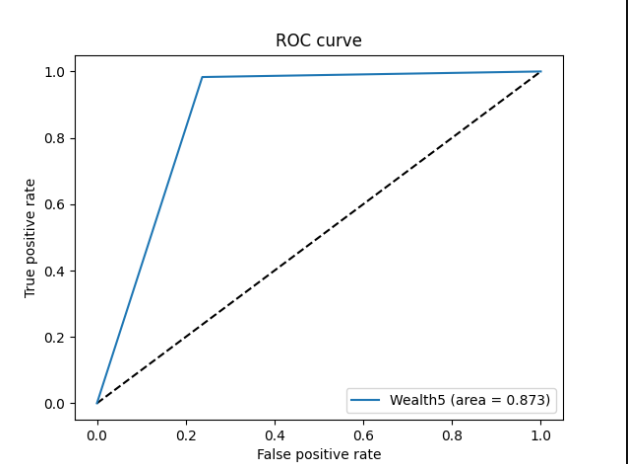 ROC curve
True positive rate
1.0
0.8
0.6
0.4
0.2
0.0
Wealth5 (area = 0.873)
0.0 0.2 0.4 0.6 0.8 1.0
False positive rate